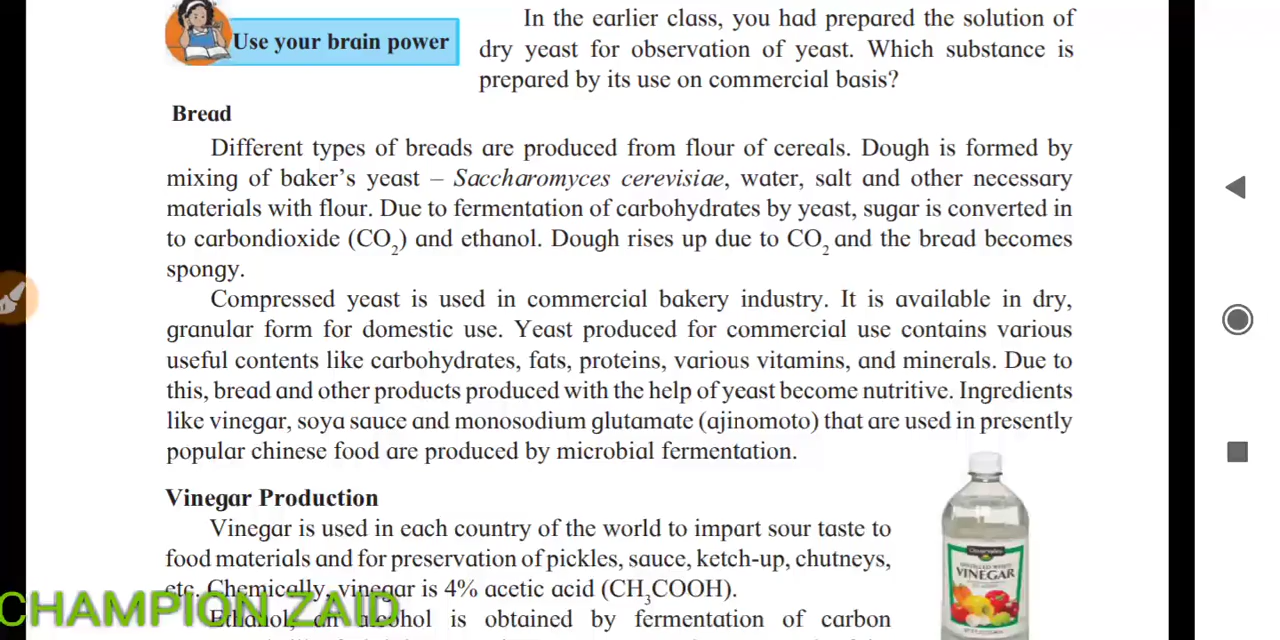 Use your brain power
In the earlier class, you had prepared the solution of
dry yeast for observation of yeast. Which substance is
prepared by its use on commercial basis?
Bread
Different types of breads are produced from flour of cereals. Dough is formed by
mixing of baker's yeast – Saccharomyces cerevisiae, water, salt and other necessary
materials with flour. Due to fermentation of carbohydrates by yeast, sugar is converted in
to carbondioxide (CO₂) and ethanol. Dough rises up due to CO₂ and the bread becomes
spongy.
Compressed yeast is used in commercial bakery industry. It is available in dry,
granular form for domestic use. Yeast produced for commercial use contains various
useful contents like carbohydrates, fats, proteins, various vitamins, and minerals. Due to
this, bread and other products produced with the help of yeast become nutritive. Ingredients
like vinegar, soya sauce and monosodium glutamate (ajinomoto) that are used in presently
popular chinese food are produced by microbial fermentation.
Vinegar Production
Vinegar is used in each country of the world to impart sour taste to
food materials and for preservation of pickles, sauce, ketch-up, chutneys,
etc. Chemically, vinegar is 4% acetic acid (CH₃COOH).
Ethanol, an alcohol is obtained by fermentation of carbon
VINEGAR
CHAMPION ZAID